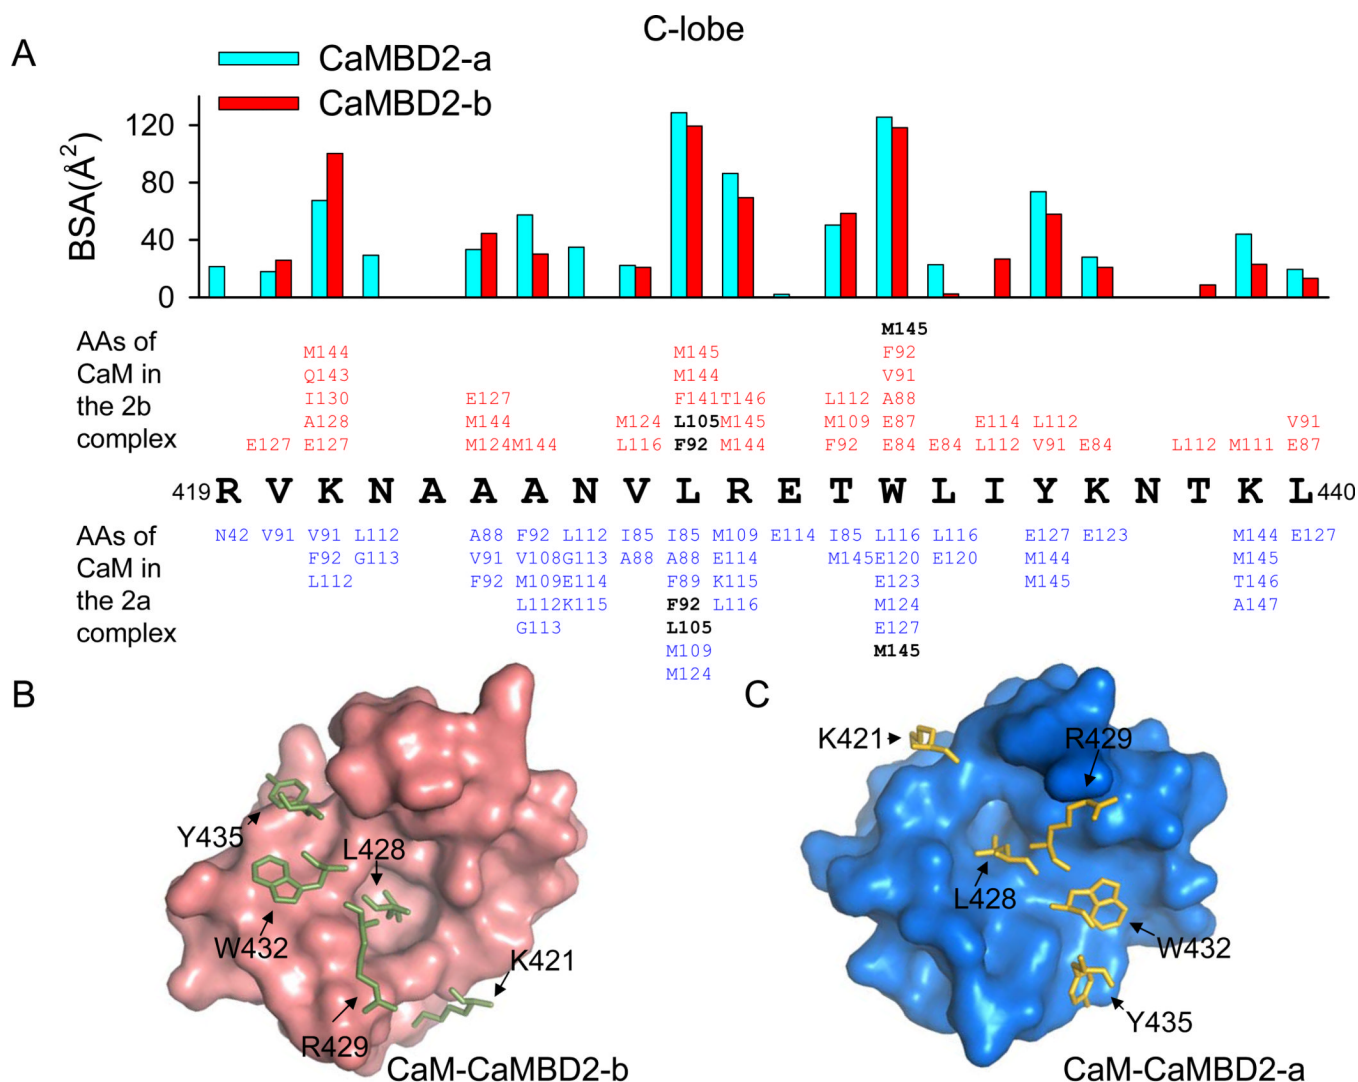 C-lobe
A
CaMBD2-a
CaMBD2-b
BSA(Å²)
120
80
40
0
M145
AAs of M144 M145 F92
CaM in Q143 M144 V91
the 2b I130 E127 F141 T146 L112 A88
complex A128 M144 M124 L105 M145 M109 E87 E114 L112 V91
E127 E127 M124 M144 L116 F92 M144 F92 E84 E84 L112 V91 E84 L112 M111 E87
419 R V K N A A A N V L R E T W L I Y K N T K L 440
AAs of N42 V91 V91 L112 A88 F92 L112 I85 I85 M109 E114 I85 L116 L116 E127 E123 M144 E127
CaM in F92 G113 V91 V108 G113 A88 A88 E114 M145 E120 E120 M144 M145
the 2a L112 F92 M109 E114 F89 K115 E123 M145 T146
complex L112 K115 F92 L116 M124 A147
G113 L105 E127
M109 M145
M124
B
Y435
L428
W432
K421
R429
CaM-CaMBD2-b
C
K421
R429
L428
W432
Y435
CaM-CaMBD2-a